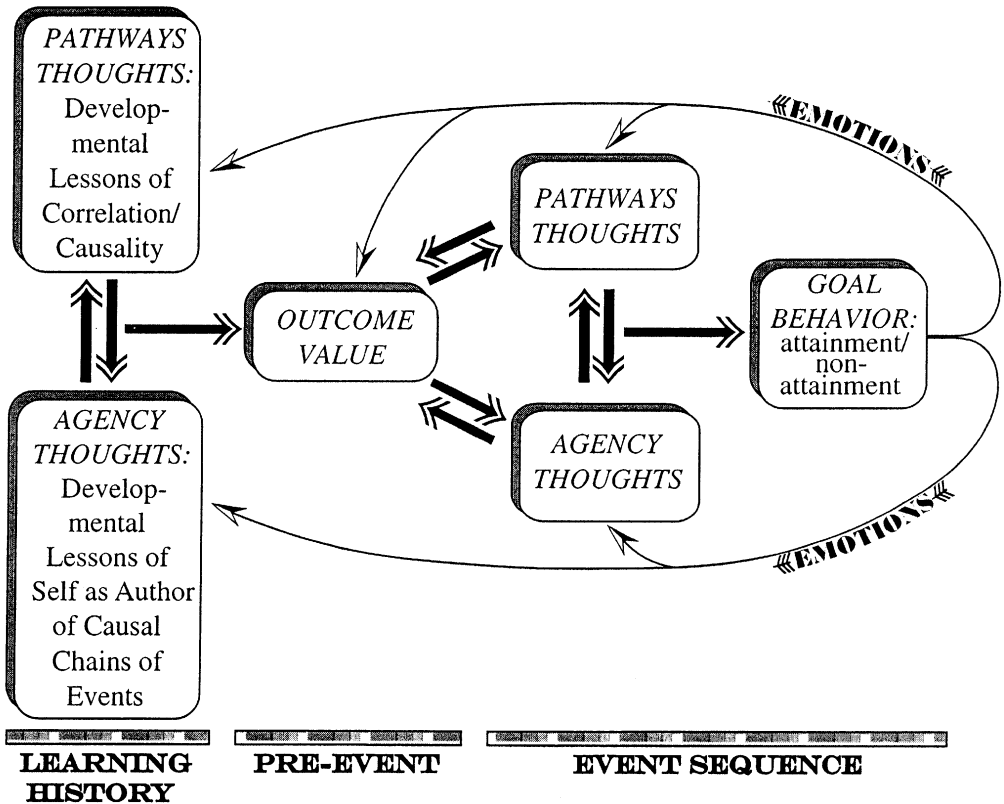 PATHWAYS
THOUGHTS:
Develop-
mental
Lessons of
Correlation/
Causality
AGENCY
THOUGHTS:
Develop-
mental
Lessons of
Self as Author
of Causal
Chains of
Events
OUTCOME
VALUE
PATHWAYS
THOUGHTS
AGENCY
THOUGHTS
GOAL
BEHAVIOR:
attainment/
non-
attainment
EMOTIONS
EMOTIONS
LEARNING
HISTORY
PRE-EVENT
EVENT SEQUENCE